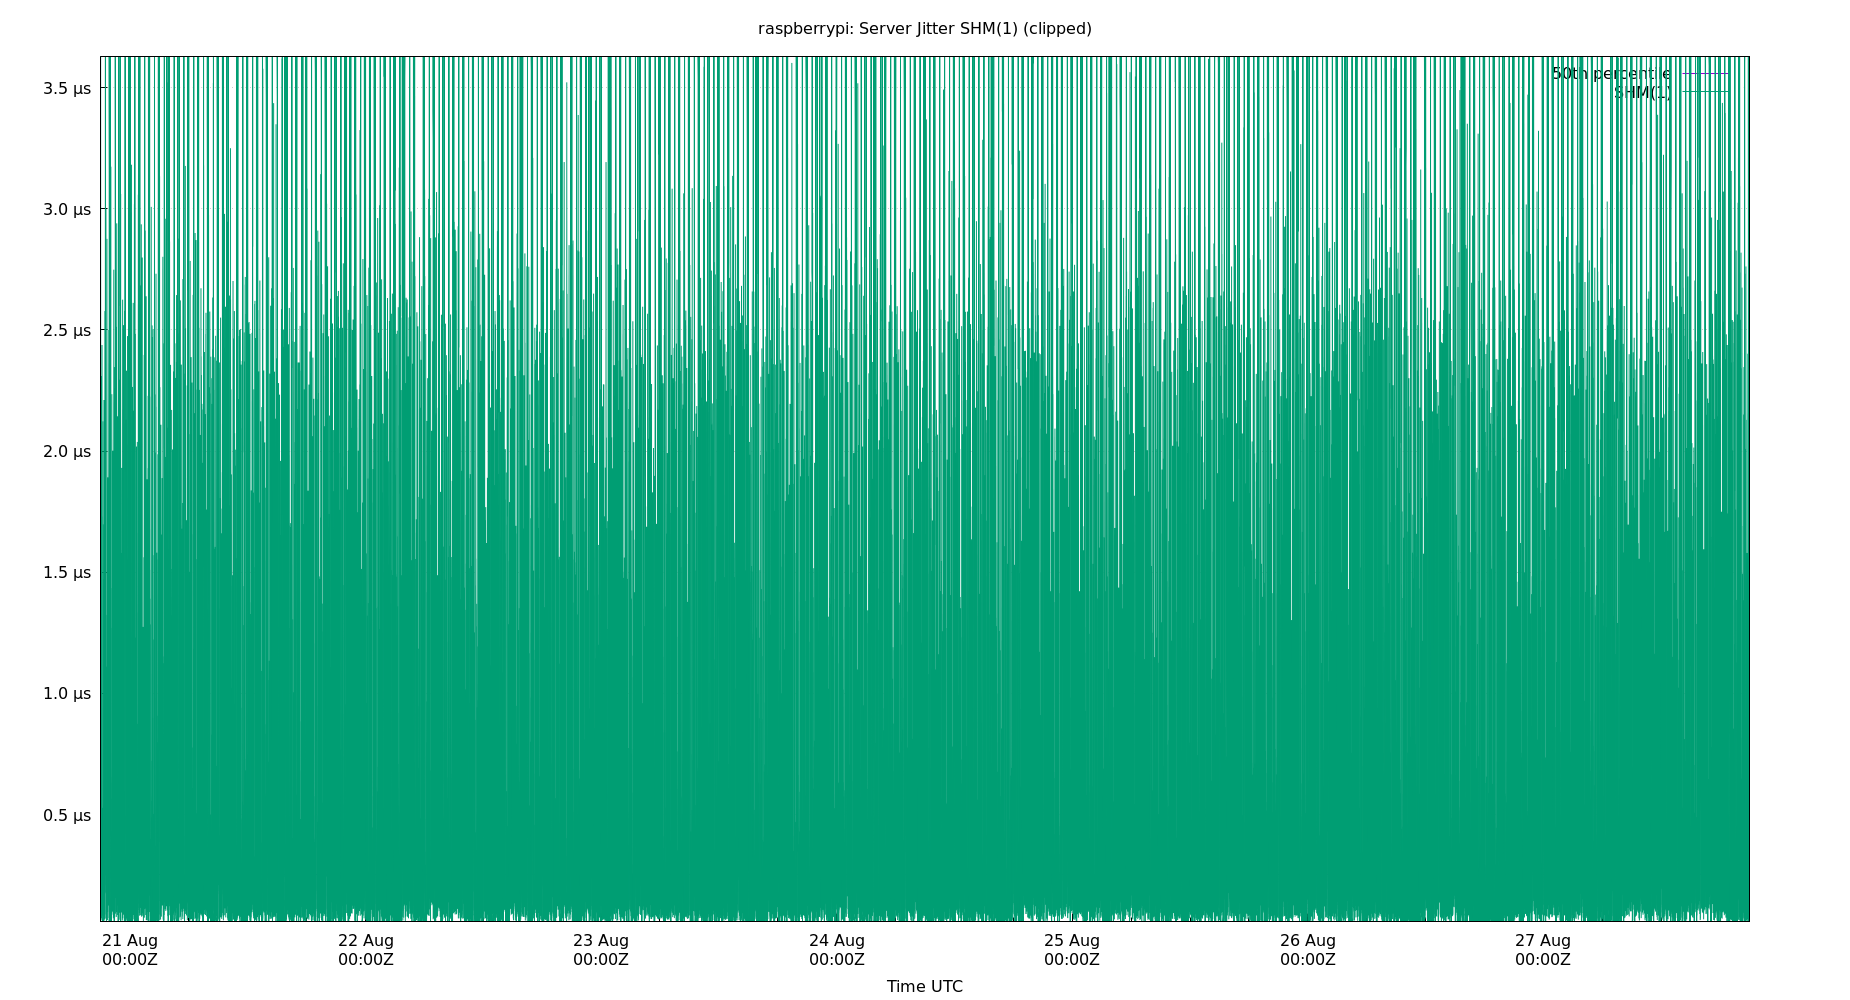 raspberrypi: Server Jitter SHM(1) (clipped)
50th percentile
SHM(1)
3.5 µs
3.0 µs
2.5 µs
2.0 µs
1.5 µs
1.0 µs
0.5 µs
21 Aug 22 Aug 23 Aug 24 Aug 25 Aug 26 Aug 27 Aug
00:00Z 00:00Z 00:00Z 00:00Z 00:00Z 00:00Z 00:00Z
Time UTC